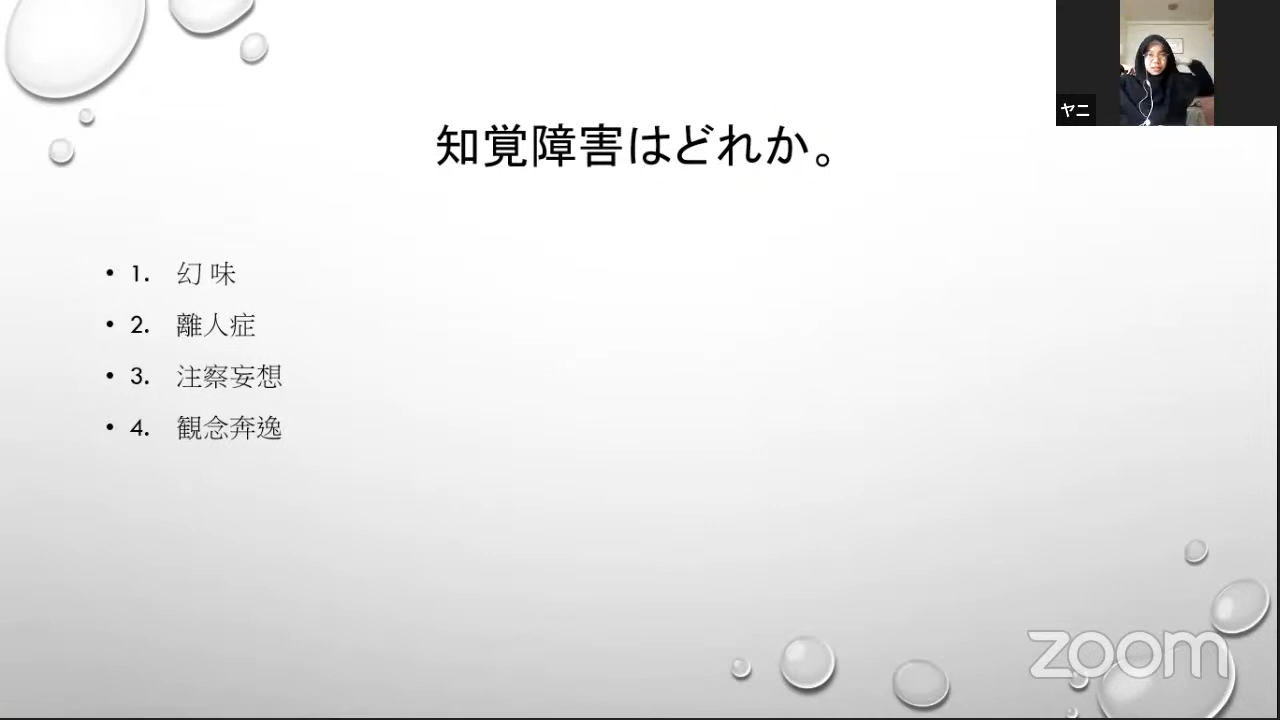 ヤニ
知覚障害はどれか。
• 1. 幻 味
• 2. 離人症
• 3. 注察妄想
• 4. 観念奔逸
zoom